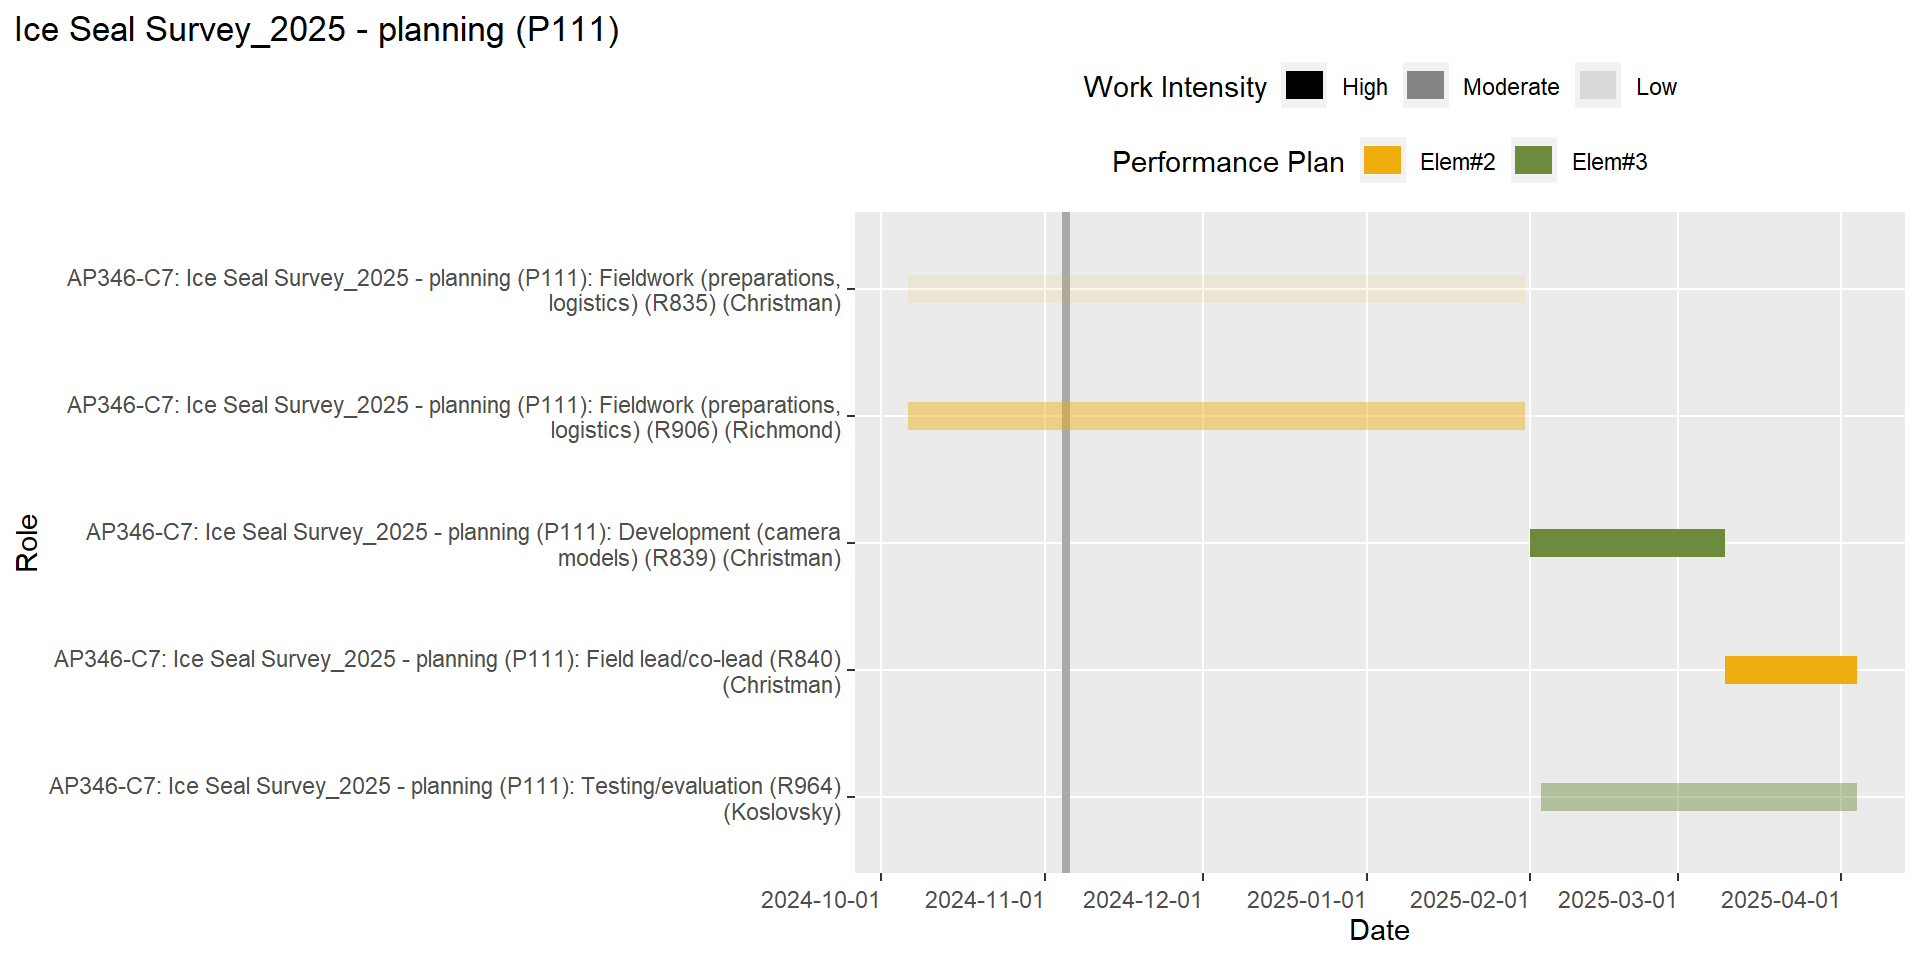 Ice Seal Survey_2025 - planning (P111)
Work Intensity High Moderate Low
Performance Plan Elem#2 Elem#3
AP346-C7: Ice Seal Survey_2025 - planning (P111): Fieldwork (preparations,
logistics) (R835) (Christman)
AP346-C7: Ice Seal Survey_2025 - planning (P111): Fieldwork (preparations,
logistics) (R906) (Richmond)
AP346-C7: Ice Seal Survey_2025 - planning (P111): Development (camera
models) (R839) (Christman)
AP346-C7: Ice Seal Survey_2025 - planning (P111): Field lead/co-lead (R840)
(Christman)
AP346-C7: Ice Seal Survey_2025 - planning (P111): Testing/evaluation (R964)
(Koslovsky)
Role
2024-10-01 2024-11-01 2024-12-01 2025-01-01 2025-02-01 2025-03-01 2025-04-01
Date